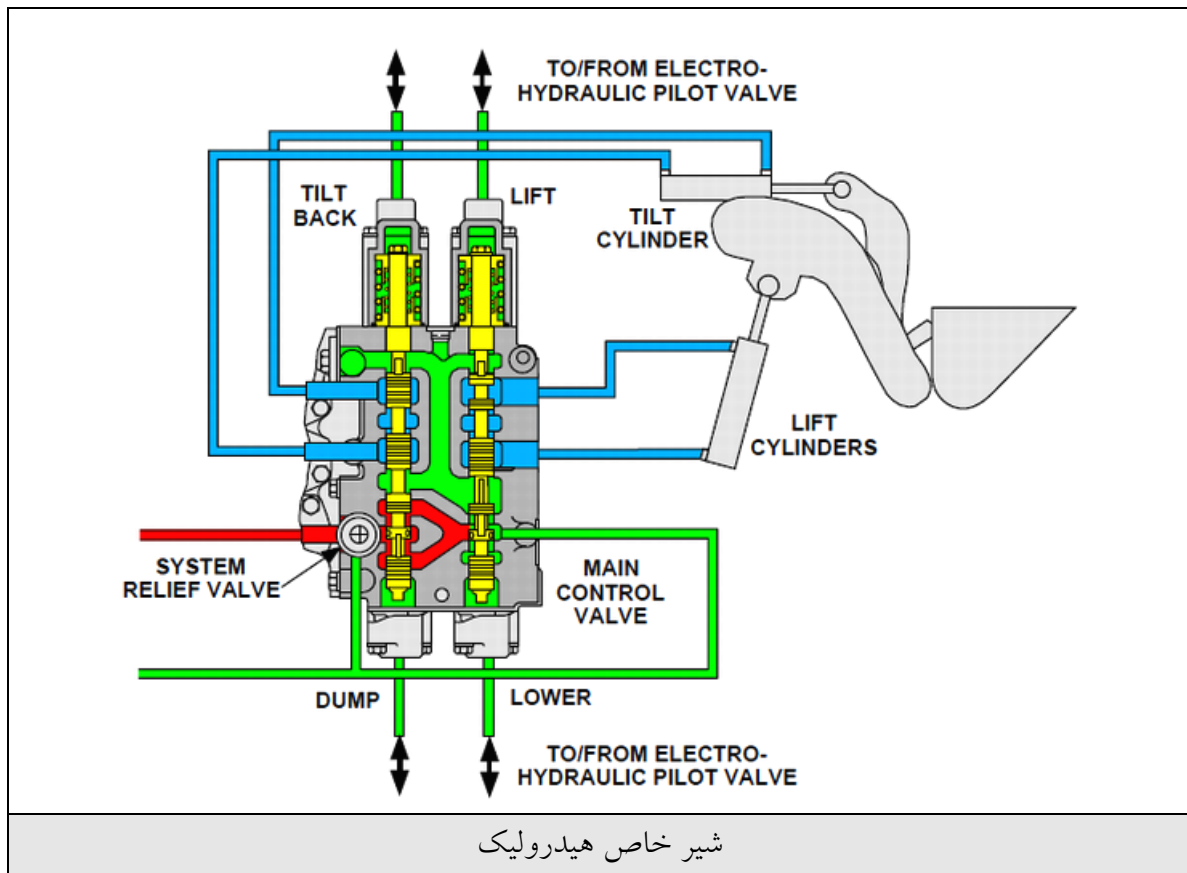 TO/FROM ELECTRO-
HYDRAULIC PILOT VALVE
TILT
BACK
LIFT
TILT
CYLINDER
LIFT
CYLINDERS
SYSTEM
RELIEF VALVE
MAIN
CONTROL
VALVE
DUMP
LOWER
TO/FROM ELECTRO-
HYDRAULIC PILOT VALVE
شیر خاص هیدرولیک